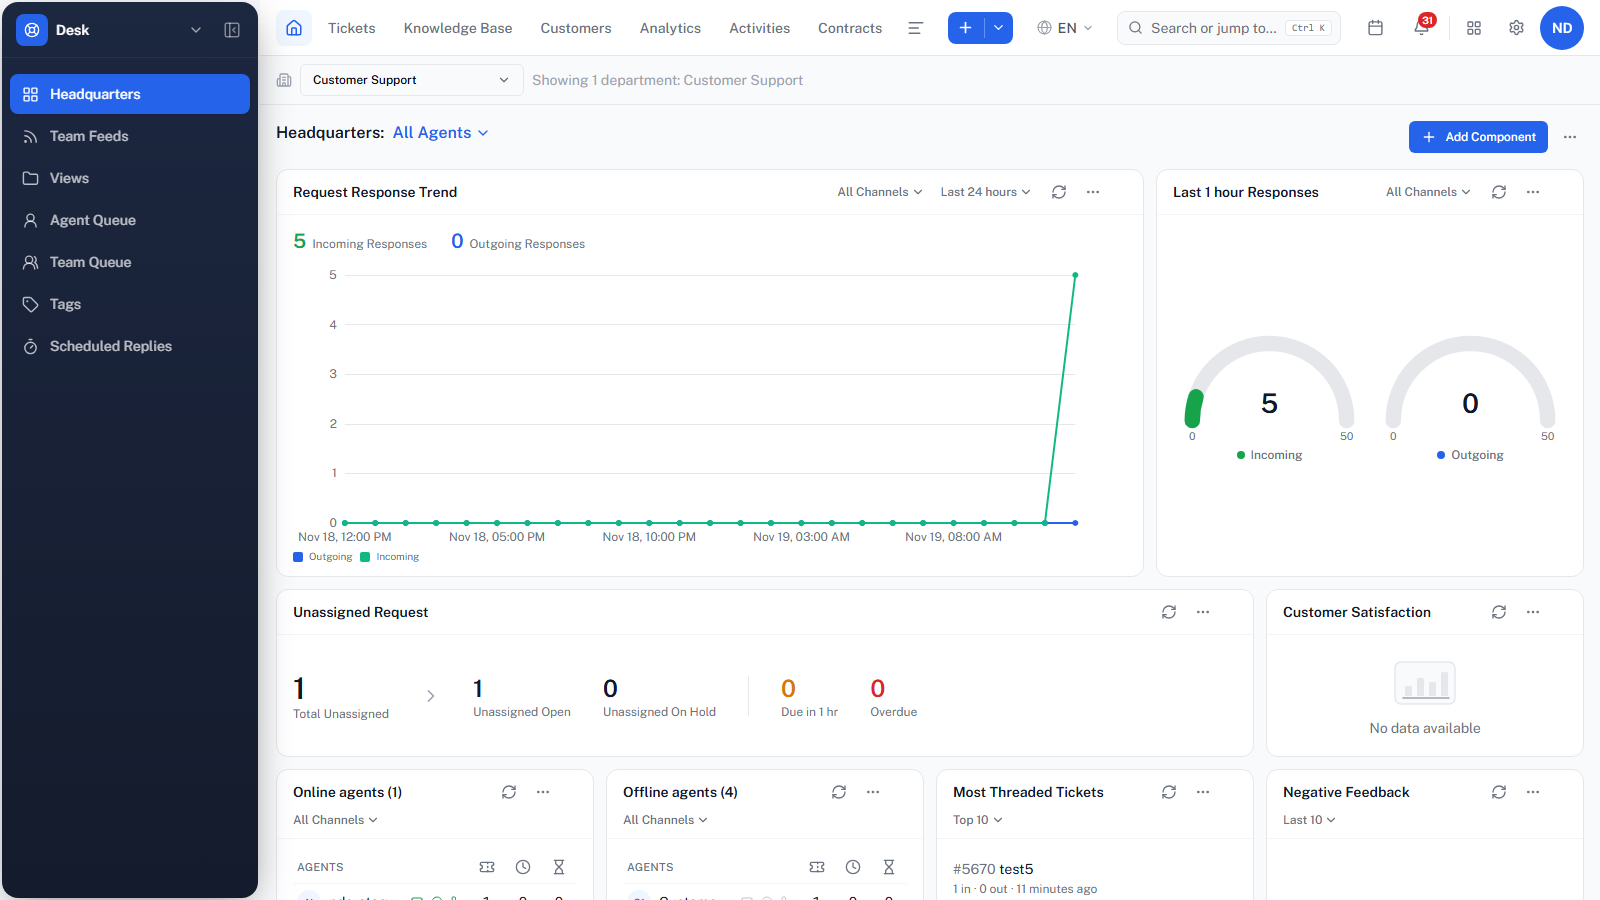 Desk
Headquarters
Team Feeds
Views
Agent Queue
Team Queue
Tags
Scheduled Replies
Tickets
Knowledge Base
Customers
Analytics
Activities
Contracts
EN
Search or jump to...
Ctrl K
31
ND
Customer Support
Showing 1 department: Customer Support
Headquarters: All Agents
Add Component
Request Response Trend
All Channels
Last 24 hours
5 Incoming Responses
0 Outgoing Responses
5
4
3
2
1
0
Nov 18, 12:00 PM
Nov 18, 05:00 PM
Nov 18, 10:00 PM
Nov 19, 03:00 AM
Nov 19, 08:00 AM
Outgoing
Incoming
Last 1 hour Responses
All Channels
5
0
50
Incoming
0
0
50
Outgoing
Unassigned Request
1
Total Unassigned
1
Unassigned Open
0
Unassigned On Hold
0
Due in 1 hr
0
Overdue
Customer Satisfaction
No data available
Online agents (1)
All Channels
AGENTS
Offline agents (4)
All Channels
AGENTS
Most Threaded Tickets
Top 10
#5670 test5
1 in · 0 out · 11 minutes ago
Negative Feedback
Last 10